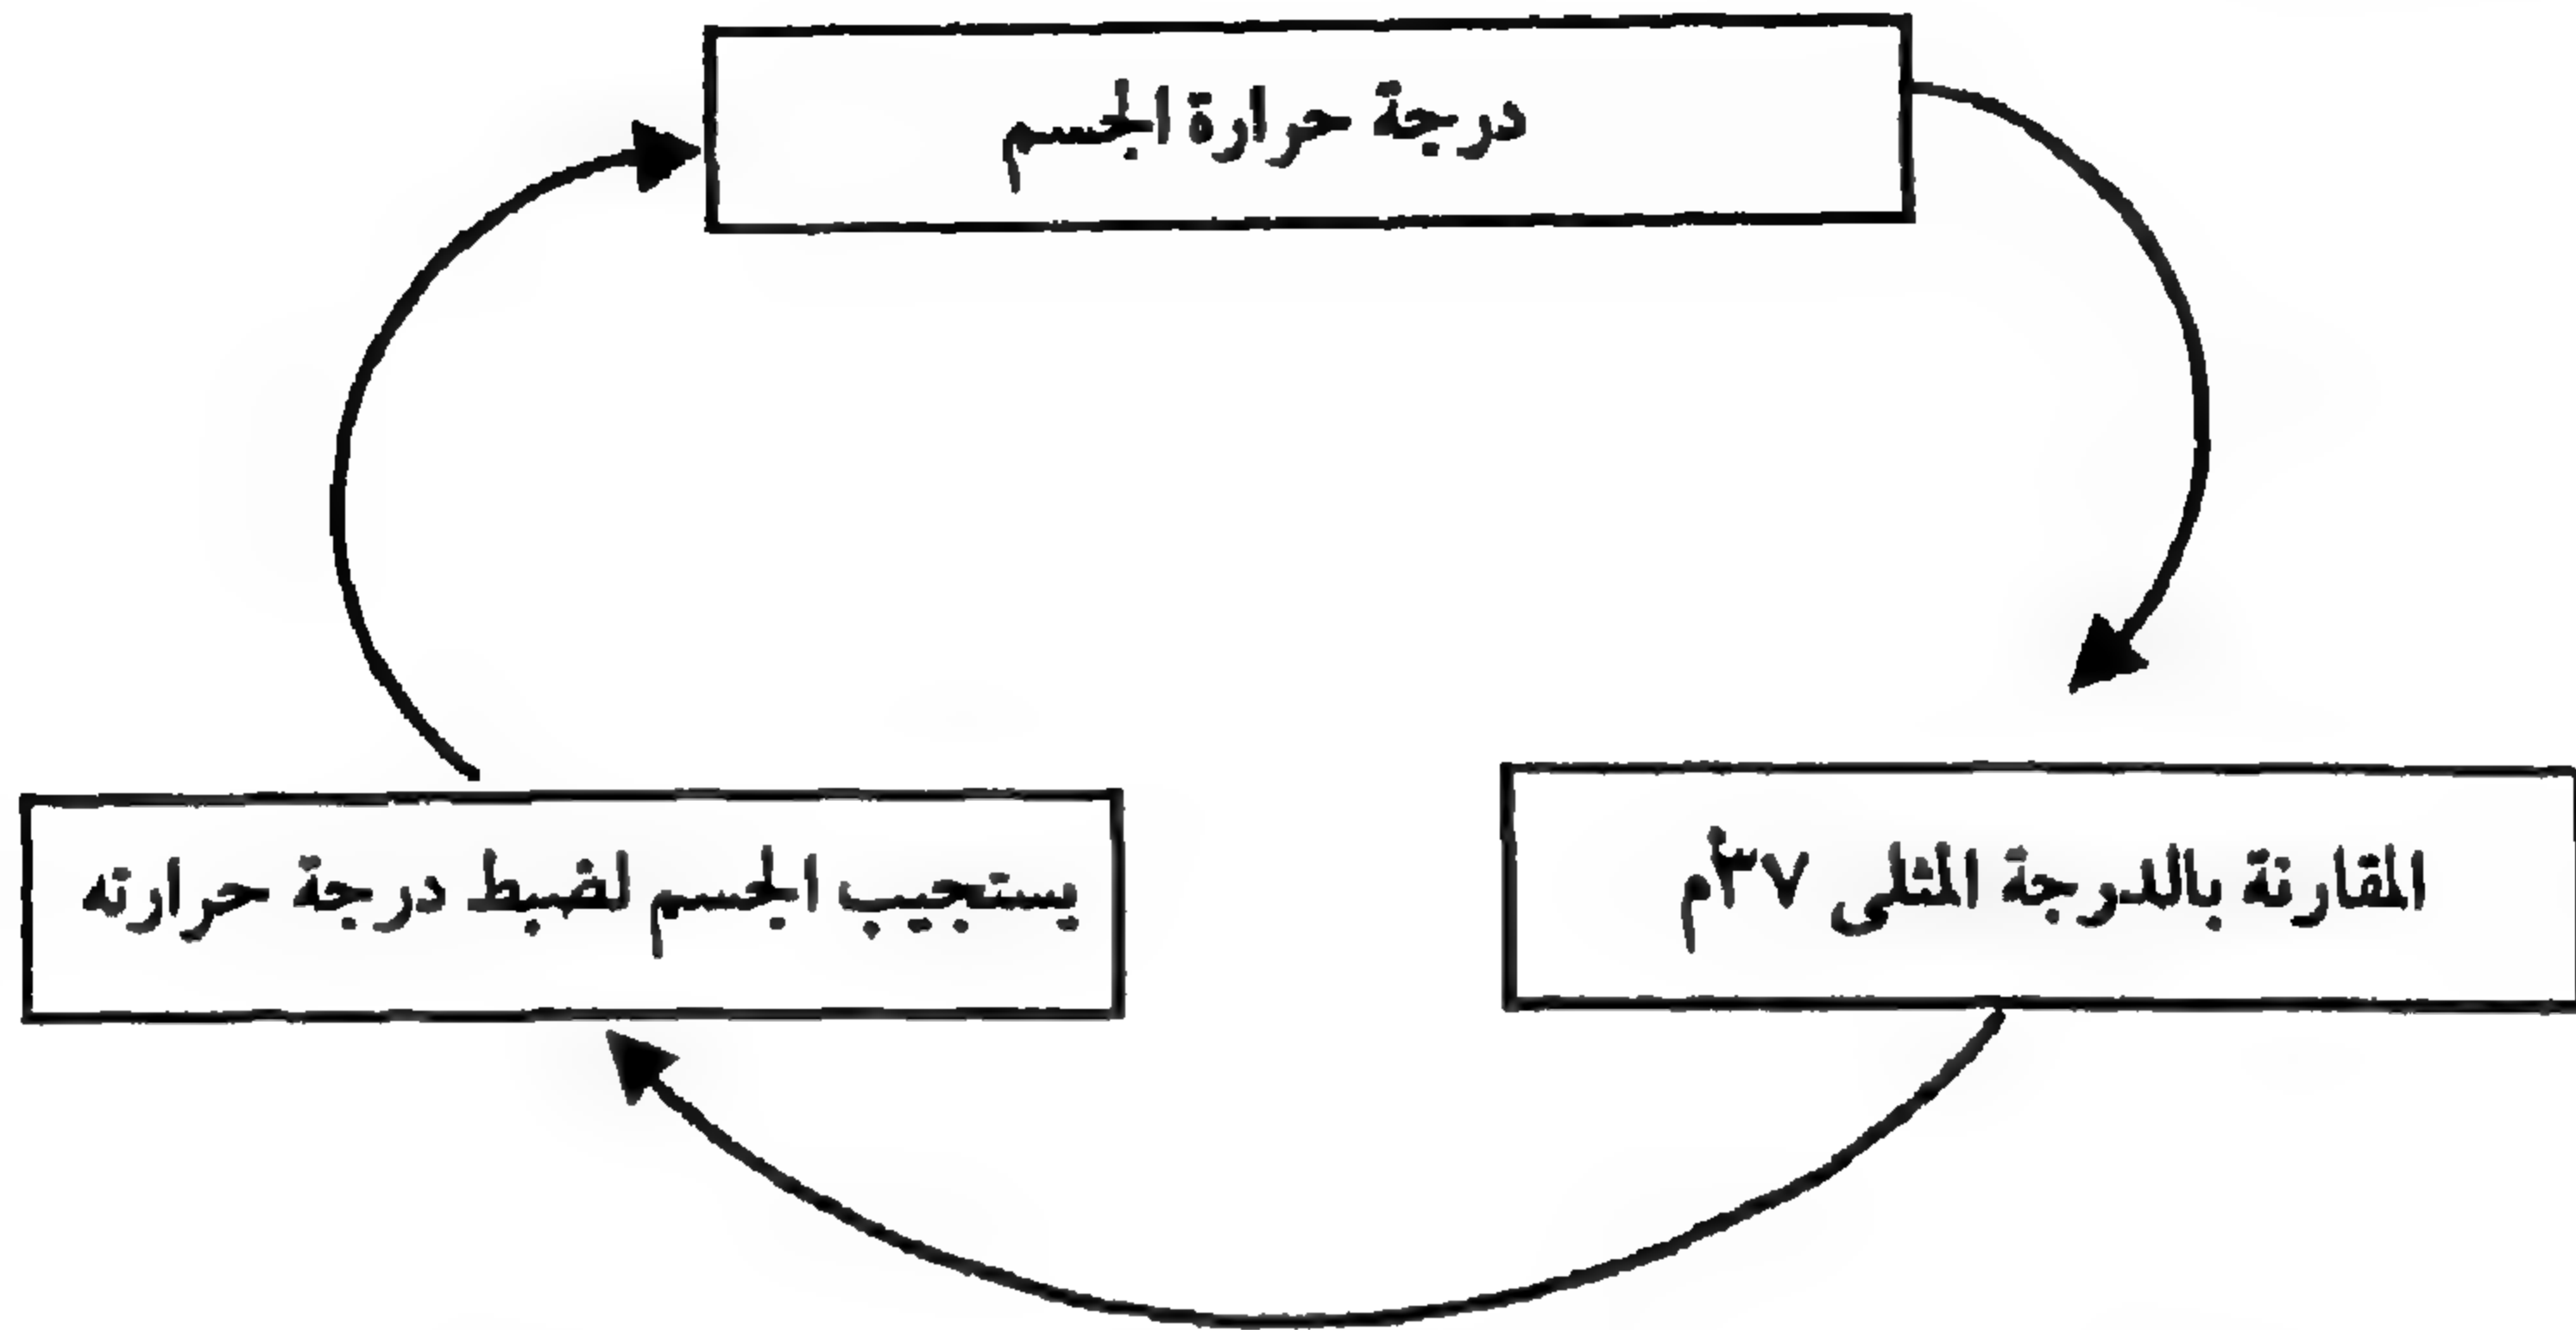 درجة حرارة الجسم
المقارنة بالدرجة المثلى ٣٧°م
يستجيب الجسم لضبط درجة حرارته